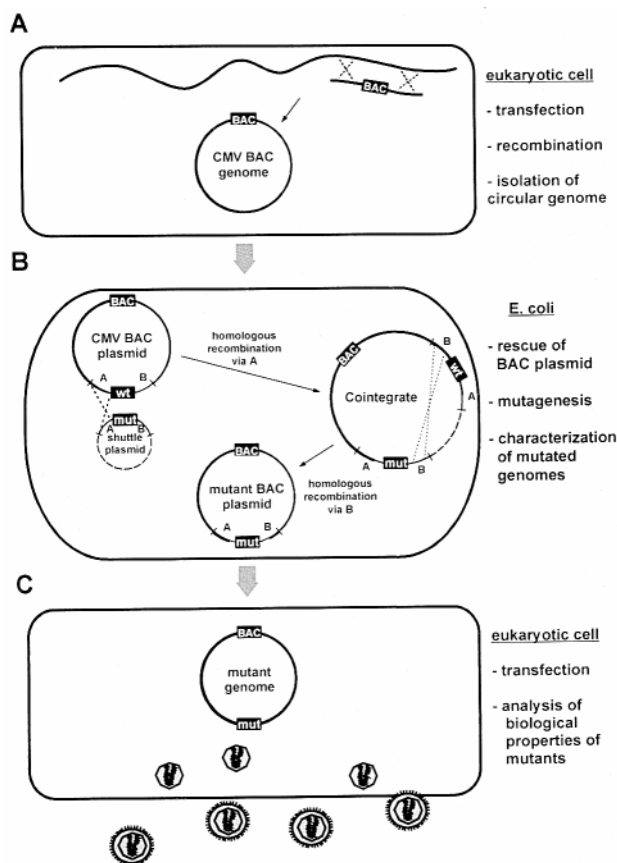 A
BAC
BAC
CMV BAC
genome
eukaryotic cell
- transfection
- recombination
- isolation of
circular genome
B
BAC
CMV BAC
plasmid
A
B
wt
mut
A
B
shuttle
plasmid
homologous
recombination
via A
BAC
B
wt
A
Cointegrate
A
mut
B
BAC
mutant BAC
plasmid
A
B
mut
homologous
recombination
via B
E. coli
- rescue of
BAC plasmid
- mutagenesis
- characterization
of mutated
genomes
C
BAC
mutant
genome
mut
eukaryotic cell
- transfection
- analysis of
biological
properties of
mutants